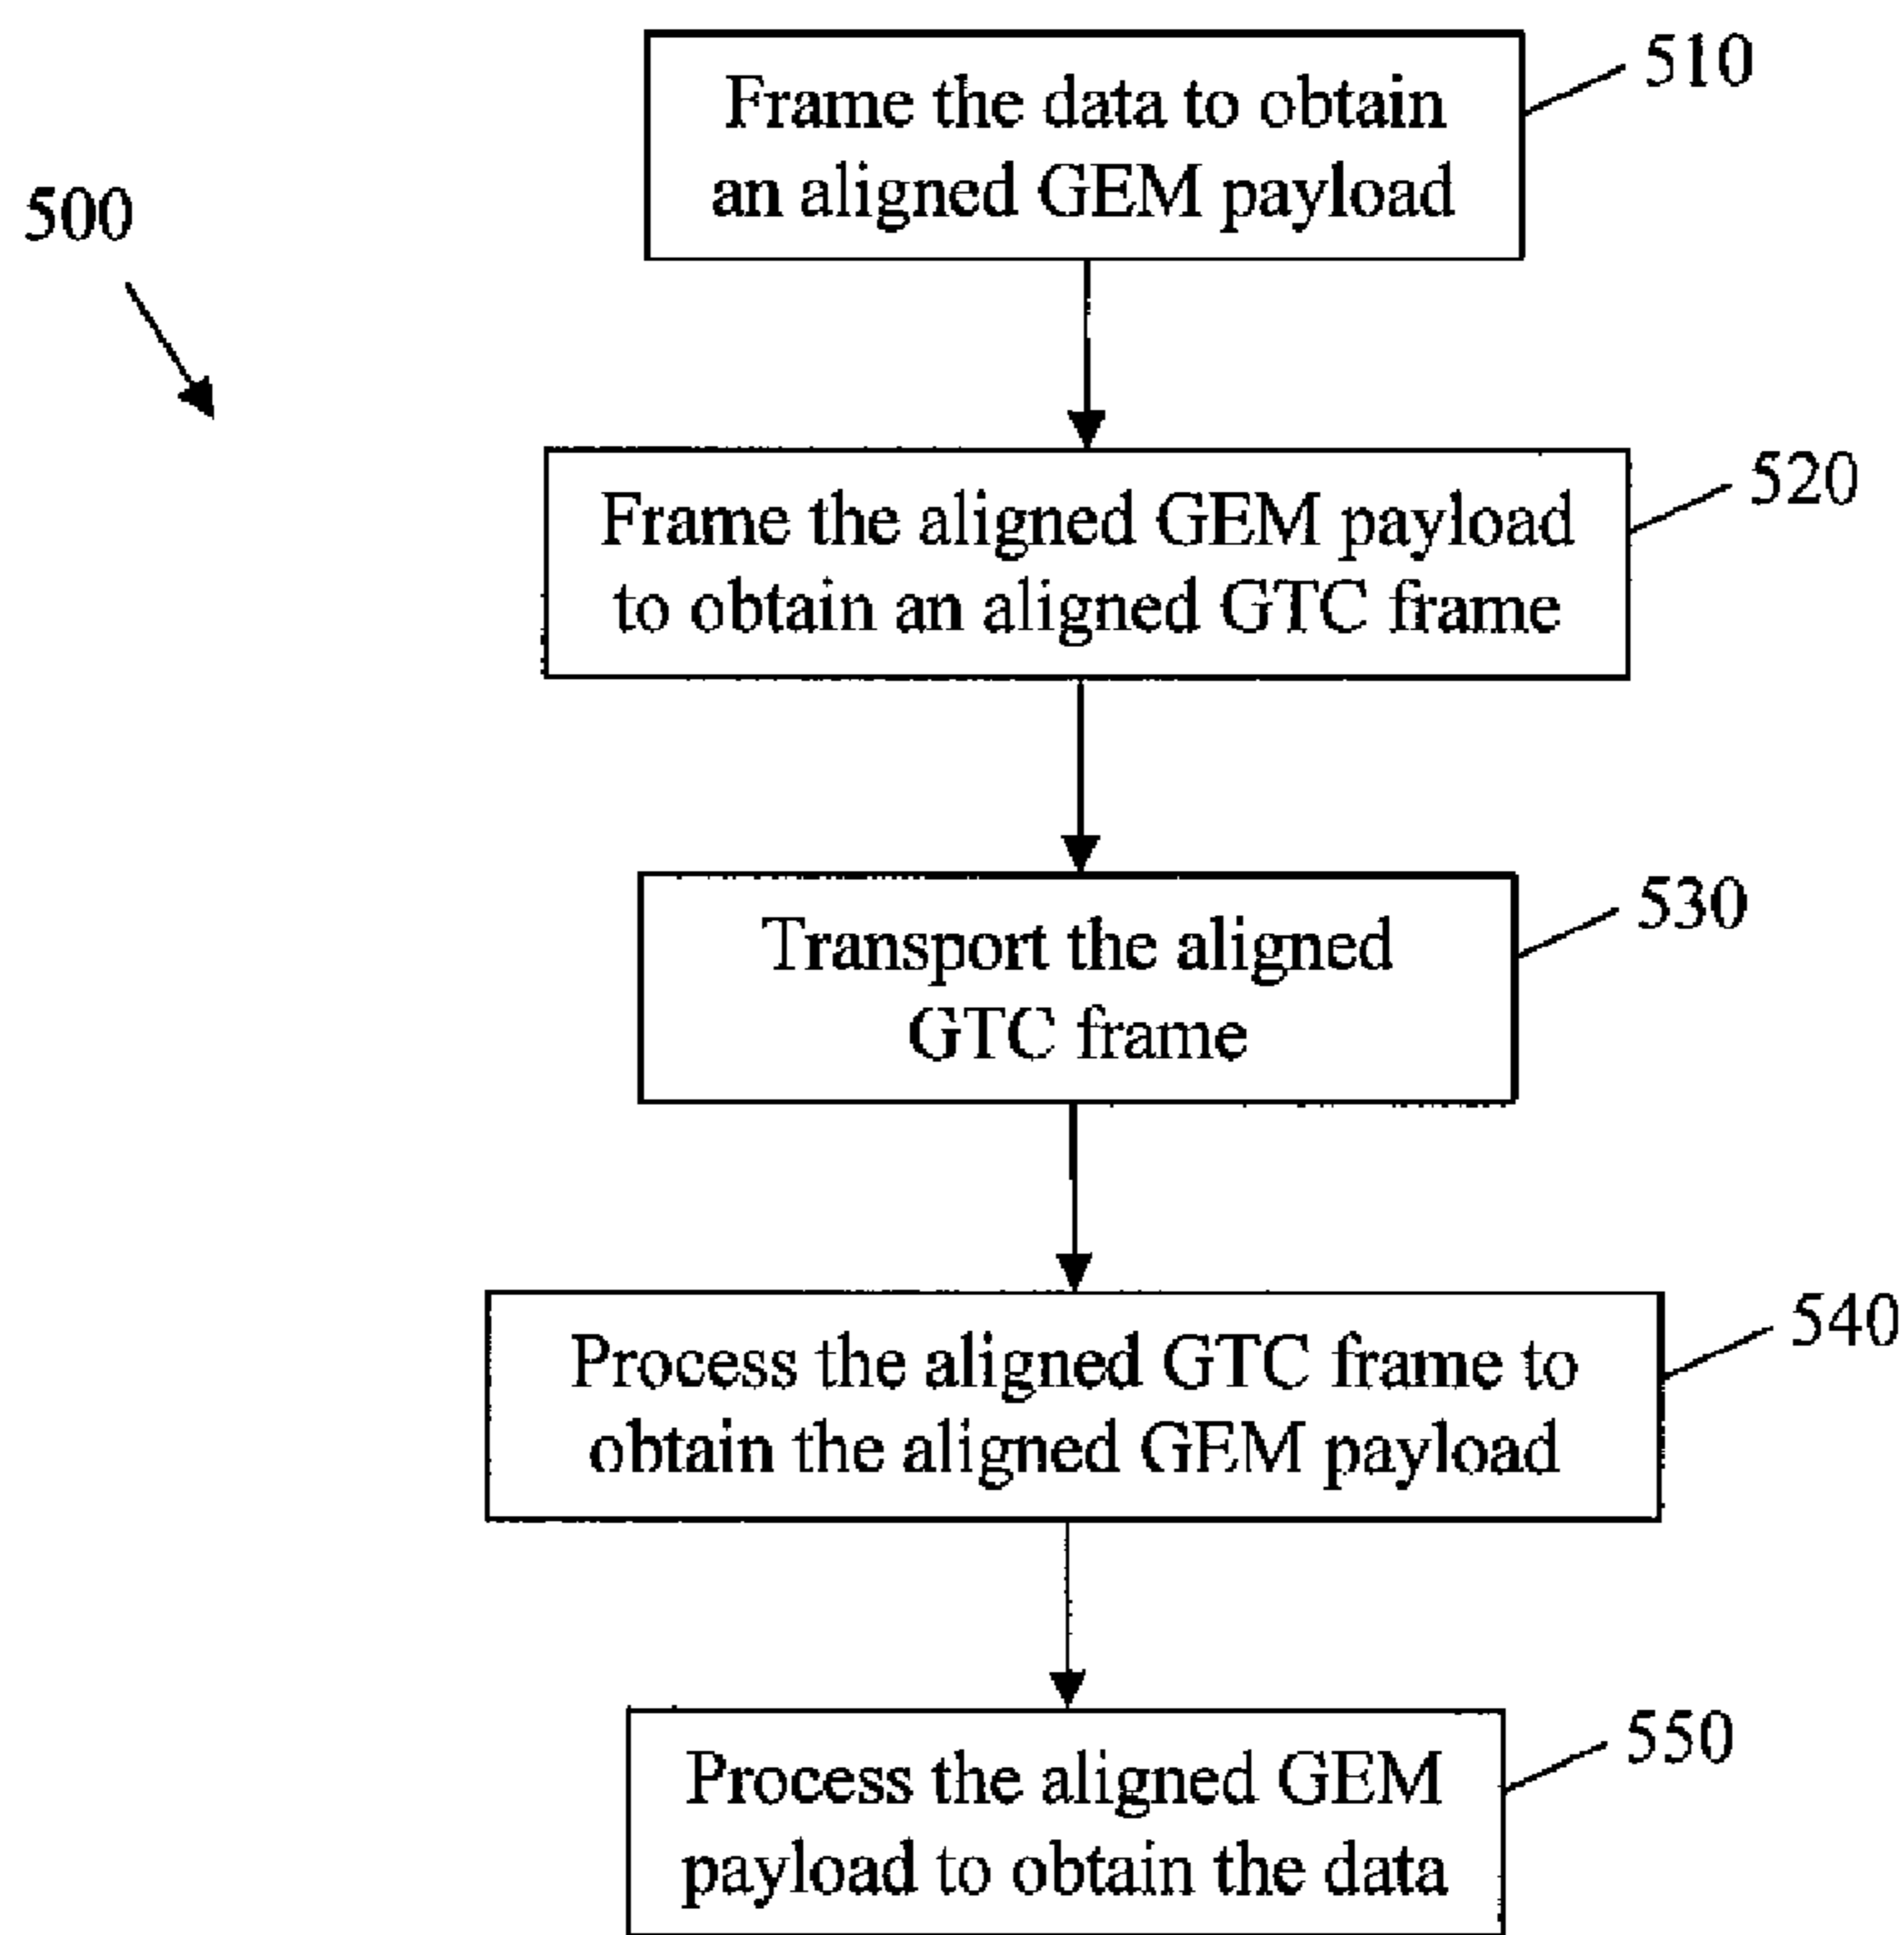 Frame the data to obtain
an aligned GEM payload
510
500
Frame the aligned GEM payload
to obtain an aligned GTC frame
520
Transport the aligned
GTC frame
530
Process the aligned GTC frame to
obtain the aligned GEM payload
540
Process the aligned GEM
payload to obtain the data
550